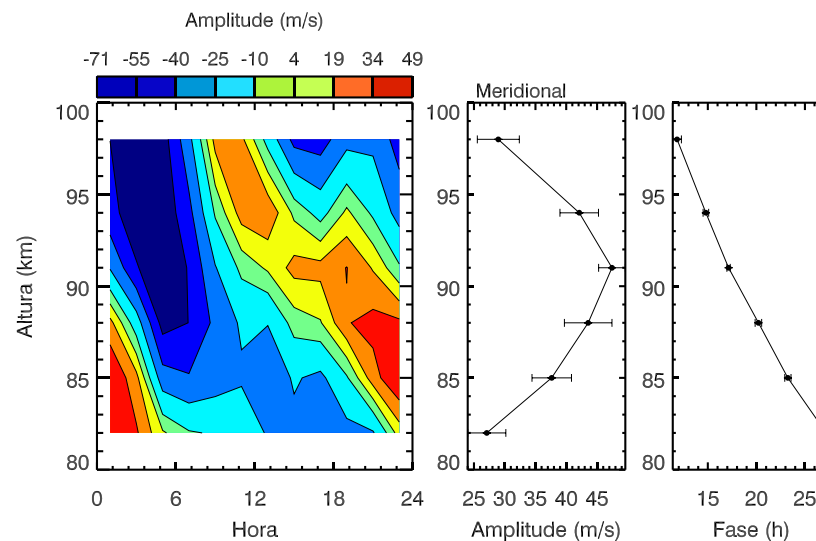 Amplitude (m/s)
-71 -55 -40 -25 -10 4 19 34 49
Meridional
100 100 100
95 95 95
90 90 90
85 85 85
80 80 80
Altura (km)
0 6 12 18 24 25 30 35 40 45 15 20 25
Hora Amplitude (m/s) Fase (h)